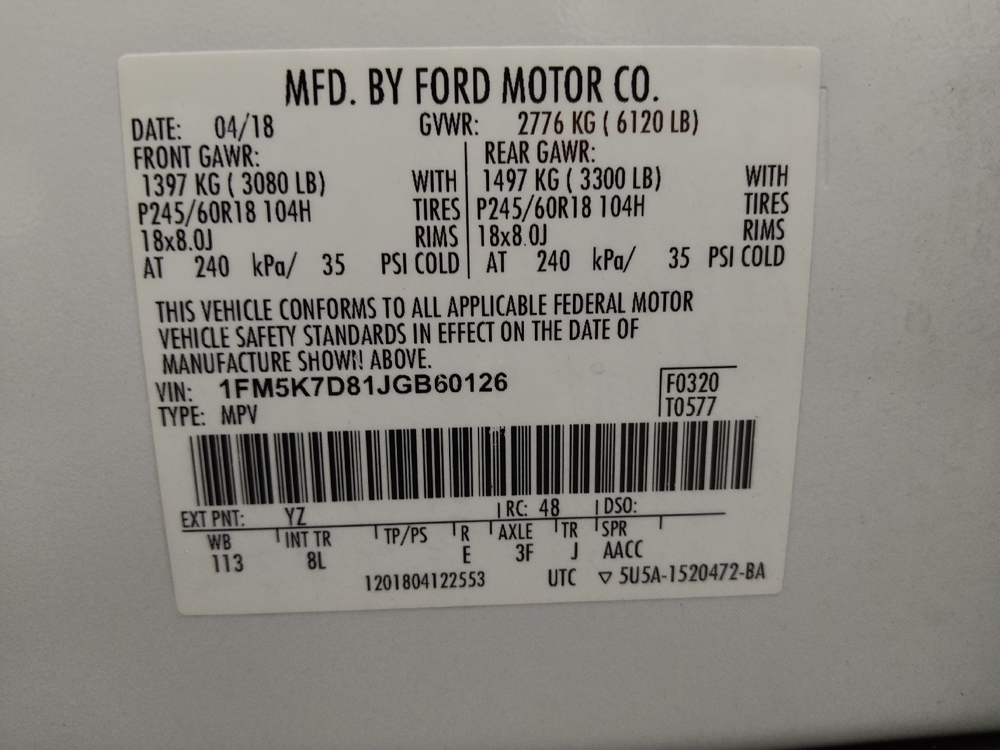 MFD. BY FORD MOTOR CO.
DATE: 04/18 GVWR: 2776 KG ( 6120 LB)
FRONT GAWR: REAR GAWR:
1397 KG ( 3080 LB) WITH 1497 KG ( 3300 LB) WITH
P245/60R18 104H TIRES P245/60R18 104H TIRES
18x8.0J RIMS 18x8.0J RIMS
AT 240 kPa/ 35 PSI COLD AT 240 kPa/ 35 PSI COLD
THIS VEHICLE CONFORMS TO ALL APPLICABLE FEDERAL MOTOR
VEHICLE SAFETY STANDARDS IN EFFECT ON THE DATE OF
MANUFACTURE SHOWN ABOVE.
VIN: 1FM5K7D81JGB60126 F0320
TYPE: MPV T0577
EXT PNT: YZ RC: 48 DSO:
WB INT TR TP/PS R AXLE TR SPR
113 8L E 3F J AACC
1201804122553 UTC ▽ 5U5A-1520472-BA